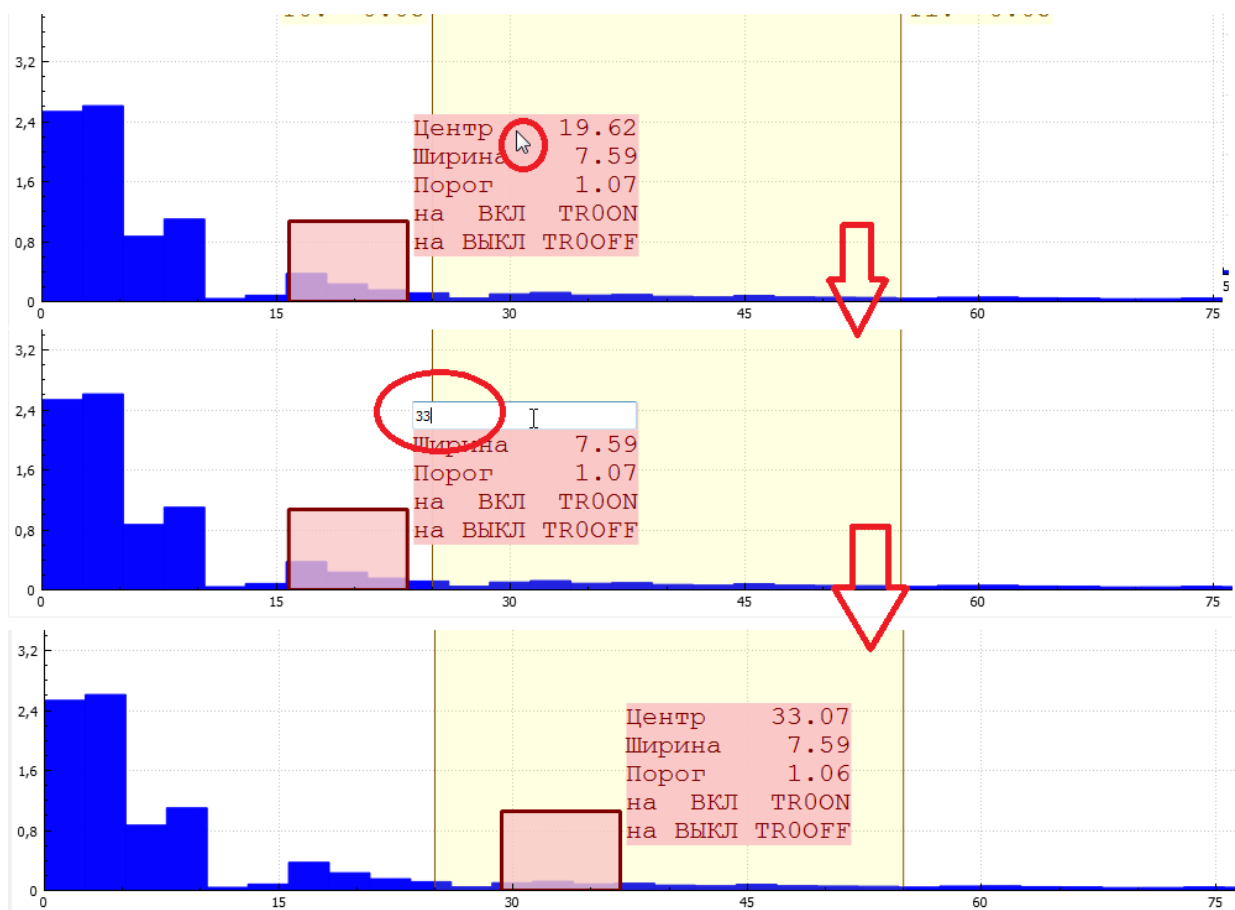 3,2
2,4
1,6
0,8
0
Центр 19.62
Ширина 7.59
Порог 1.07
на ВКЛ TR0ON
на ВЫКЛ TR0OFF
5
0 15 30 45 60 75
3,2
2,4
1,6
0,8
0
33
Ширина 7.59
Порог 1.07
на ВКЛ TR0ON
на ВЫКЛ TR0OFF
0 15 30 45 60 75
3,2
2,4
1,6
0,8
0
Центр 33.07
Ширина 7.59
Порог 1.06
на ВКЛ TR0ON
на ВЫКЛ TR0OFF
0 15 30 45 60 75